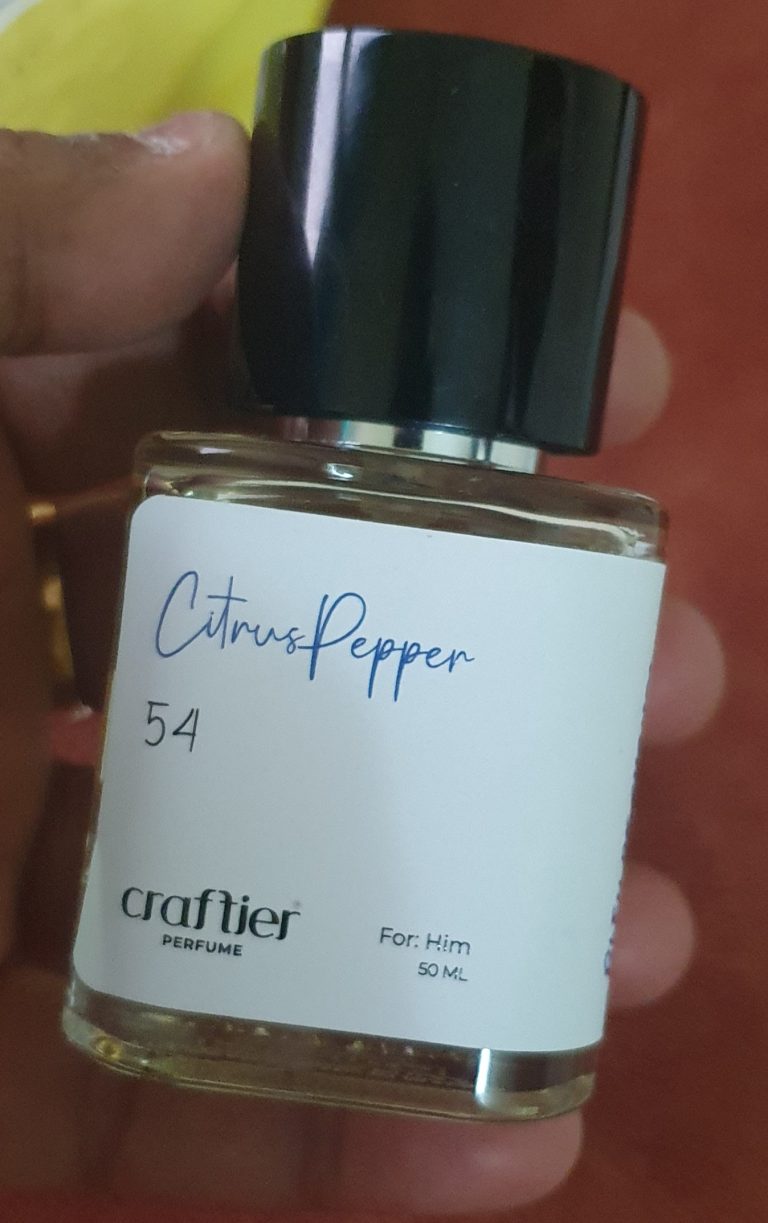 CitrusPepper
54
craftier
PERFUME
For: Him
50 ML